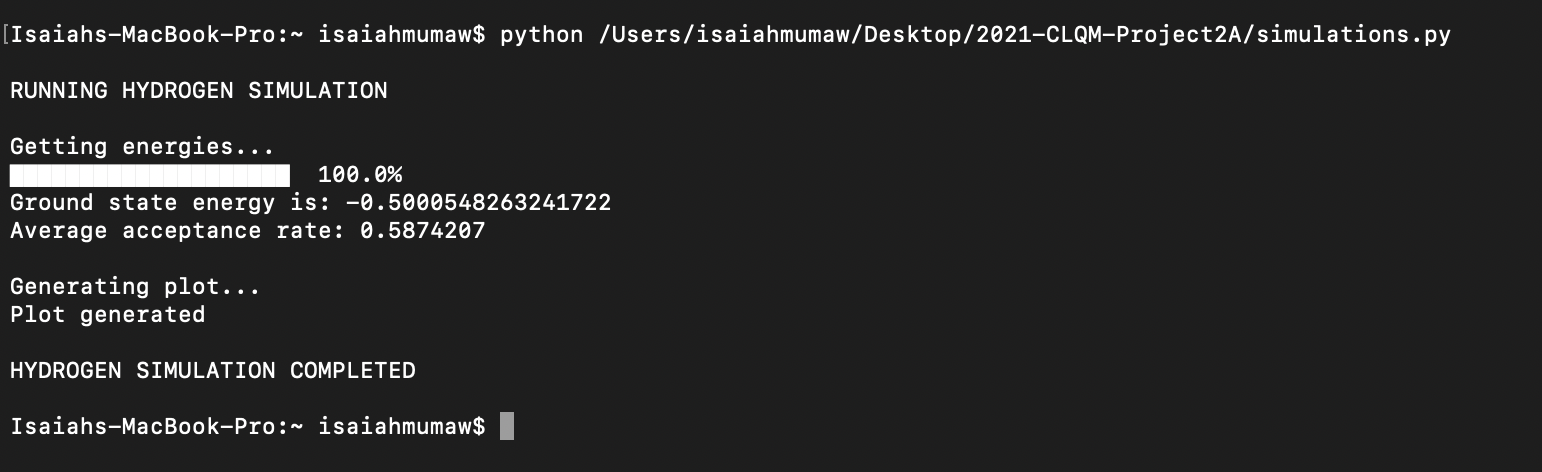 [Isaiahs-MacBook-Pro:~ isaiahmumaw$ python /Users/isaiahmumaw/Desktop/2021-CLQM-Project2A/simulations.py
RUNNING HYDROGEN SIMULATION
Getting energies...
████████████████████  100.0%
Ground state energy is: -0.5000548263241722
Average acceptance rate: 0.5874207
Generating plot...
Plot generated
HYDROGEN SIMULATION COMPLETED
Isaiahs-MacBook-Pro:~ isaiahmumaw$